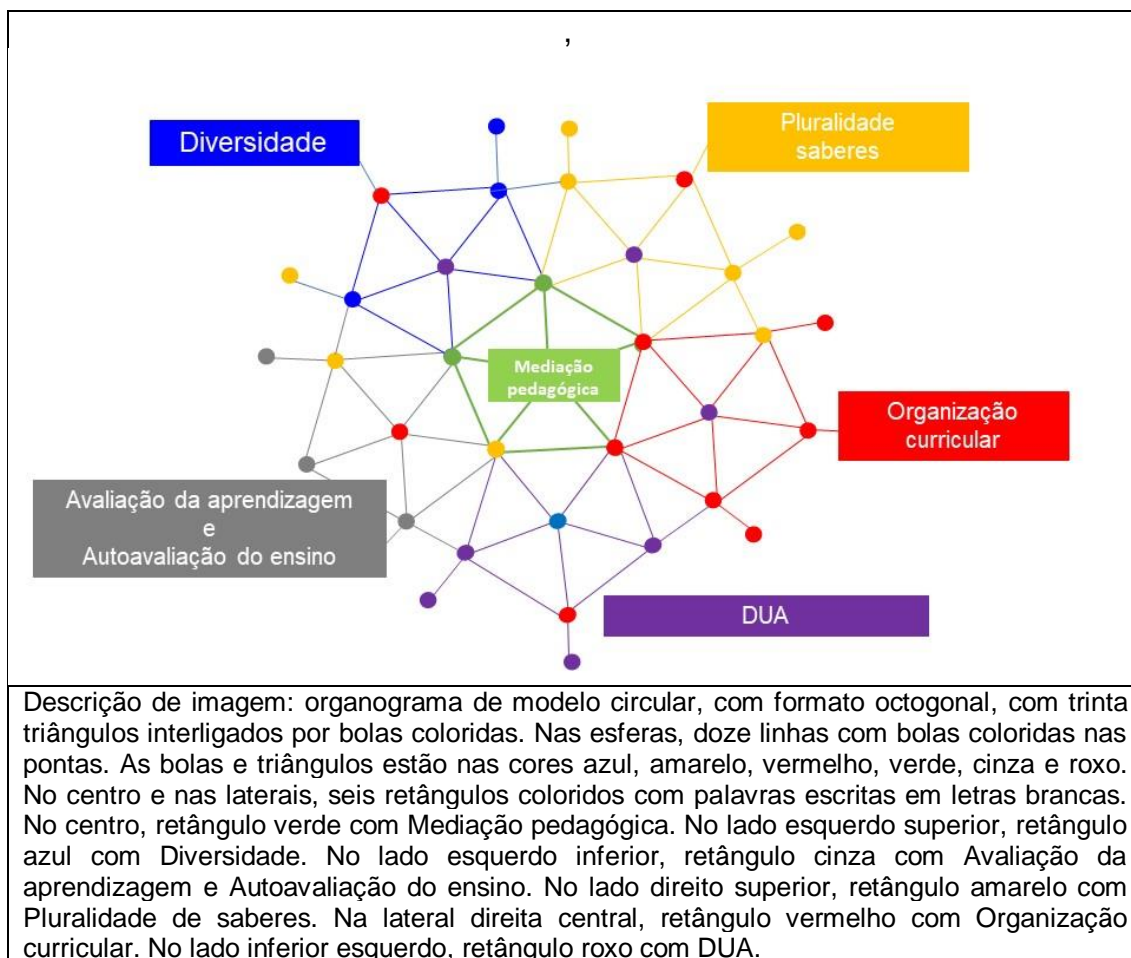 ,
Diversidade
Pluralidade
saberes
Mediação
pedagógica
Organização
curricular
Avaliação da aprendizagem
e
Autoavaliação do ensino
DUA
Descrição de imagem: organograma de modelo circular, com formato octogonal, com trinta
triângulos interligados por bolas coloridas. Nas esferas, doze linhas com bolas coloridas nas
pontas. As bolas e triângulos estão nas cores azul, amarelo, vermelho, verde, cinza e roxo.
No centro e nas laterais, seis retângulos coloridos com palavras escritas em letras brancas.
No centro, retângulo verde com Mediação pedagógica. No lado esquerdo superior, retângulo
azul com Diversidade. No lado esquerdo inferior, retângulo cinza com Avaliação da
aprendizagem e Autoavaliação do ensino. No lado direito superior, retângulo amarelo com
Pluralidade de saberes. Na lateral direita central, retângulo vermelho com Organização
curricular. No lado inferior esquerdo, retângulo roxo com DUA.